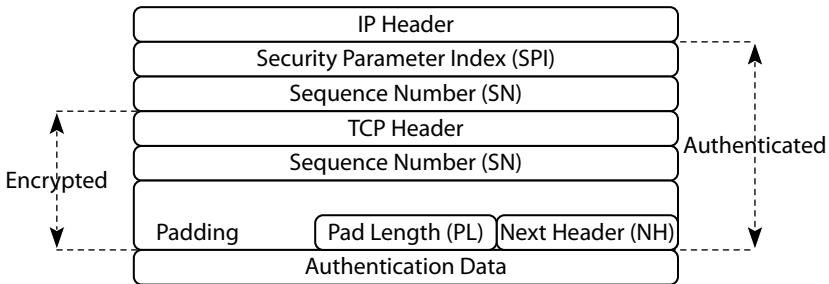 IP Header
Security Parameter Index (SPI)
Sequence Number (SN)
TCP Header
Authenticated
Sequence Number (SN)
Encrypted
Padding
Pad Length (PL)
Next Header (NH)
Authentication Data